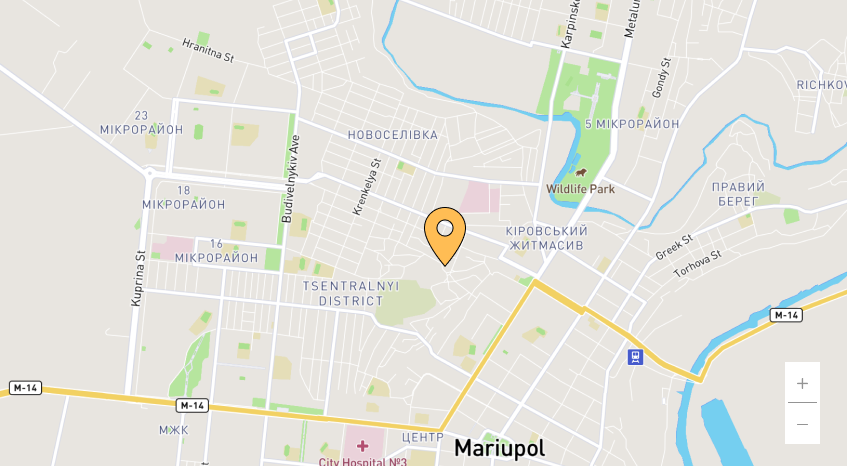 Karpinsk
Metalur
Hranitna St
Gondy St
RICHKOV
23
МІКРОРАЙОН
НОВОСЕЛІВКА
5 МІКРОРАЙОН
Budivelnykiv Ave
Krenkelya St
Wildlife Park
18
МІКРОРАЙОН
ПРАВИЙ
БЕРЕГ
КІРОВСЬКИЙ
ЖИТМАСИВ
16
МІКРОРАЙОН
Greek St
Torhova St
Kuprina St
TSENTRALNYI
DISTRICT
M-14
+
M-14
M-14
−
МЖК
ЦЕНТР
Mariupol
City Hospital №3